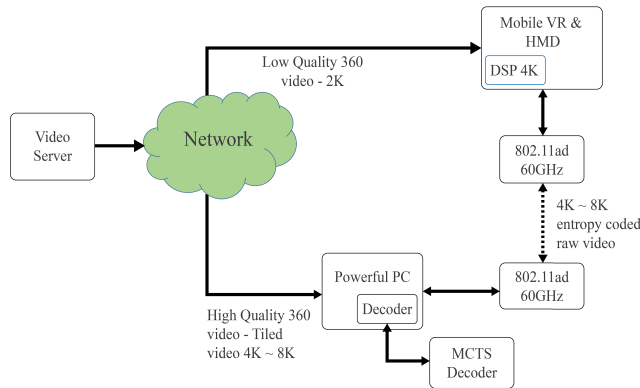 Mobile VR &
HMD
DSP 4K
Low Quality 360
video - 2K
Video
Server
Network
802.11ad
60GHz
4K ~ 8K
entropy coded
raw video
802.11ad
60GHz
Powerful PC
Decoder
High Quality 360
video - Tiled
video 4K ~ 8K
MCTS
Decoder